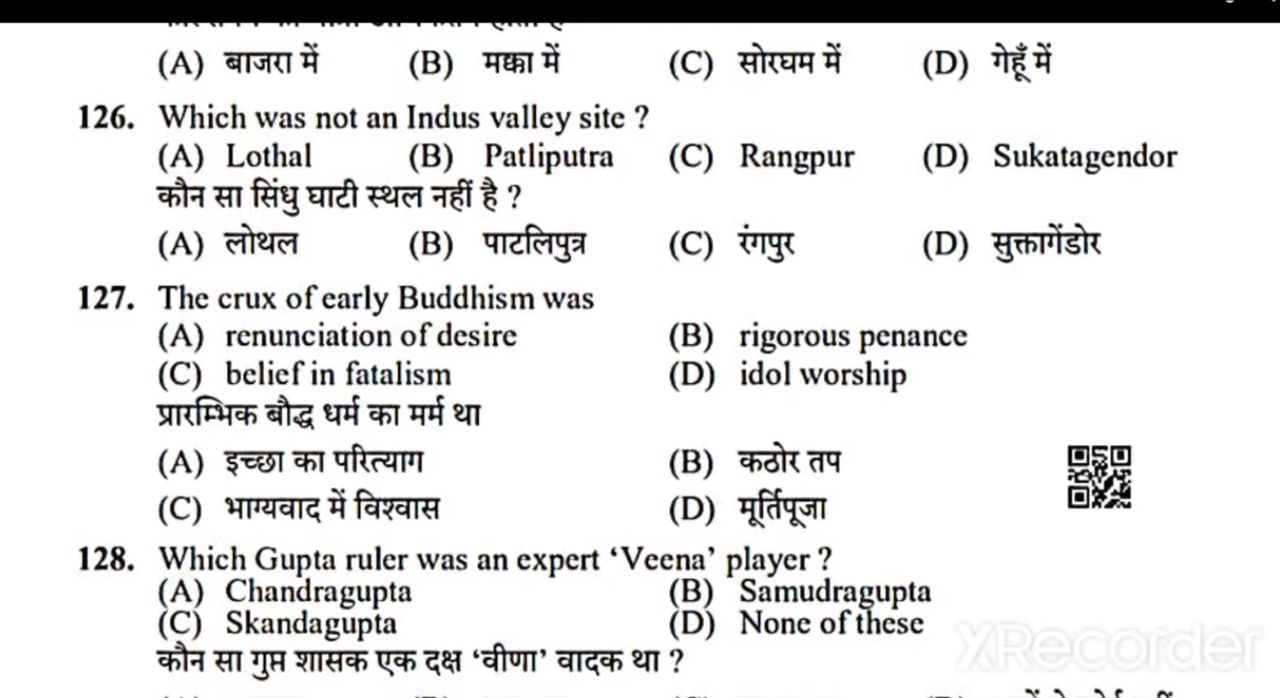 (A) बाजरा में (B) मक्का में (C) सोरघम में (D) गेहूँ में
126. Which was not an Indus valley site ?
(A) Lothal (B) Patliputra (C) Rangpur (D) Sukatagendor
कौन सा सिंधु घाटी स्थल नहीं है ?
(A) लोथल (B) पाटलिपुत्र (C) रंगपुर (D) सुक्तागेंडोर
127. The crux of early Buddhism was
(A) renunciation of desire (B) rigorous penance
(C) belief in fatalism (D) idol worship
प्रारम्भिक बौद्ध धर्म का मर्म था
(A) इच्छा का परित्याग (B) कठोर तप
(C) भाग्यवाद में विश्वास (D) मूर्तिपूजा
128. Which Gupta ruler was an expert ‘Veena’ player ?
(A) Chandragupta (B) Samudragupta
(C) Skandagupta (D) None of these
कौन सा गुप्त शासक एक दक्ष ‘वीणा’ वादक था ?
XRecorder